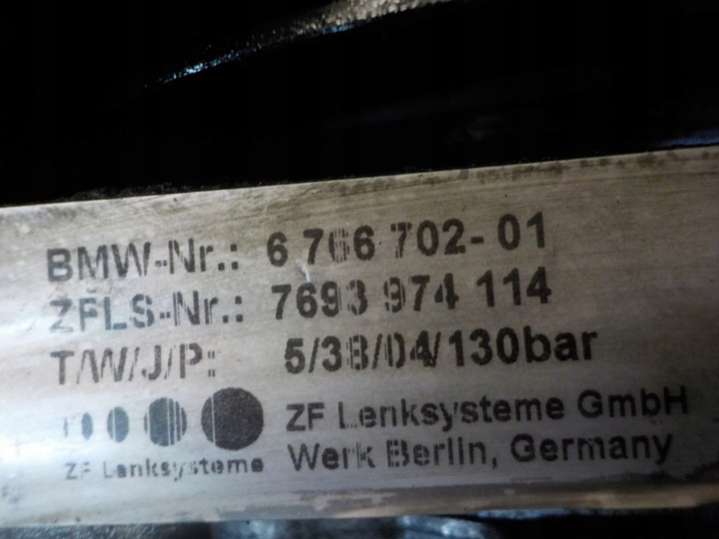 BMW-Nr.: 6 766 702-01
ZFLS-Nr.: 7693 974 114
T/W/J/P: 5/38/04/130bar
ZF Lenksysteme GmbH
ZF Lenksysteme Werk Berlin, Germany